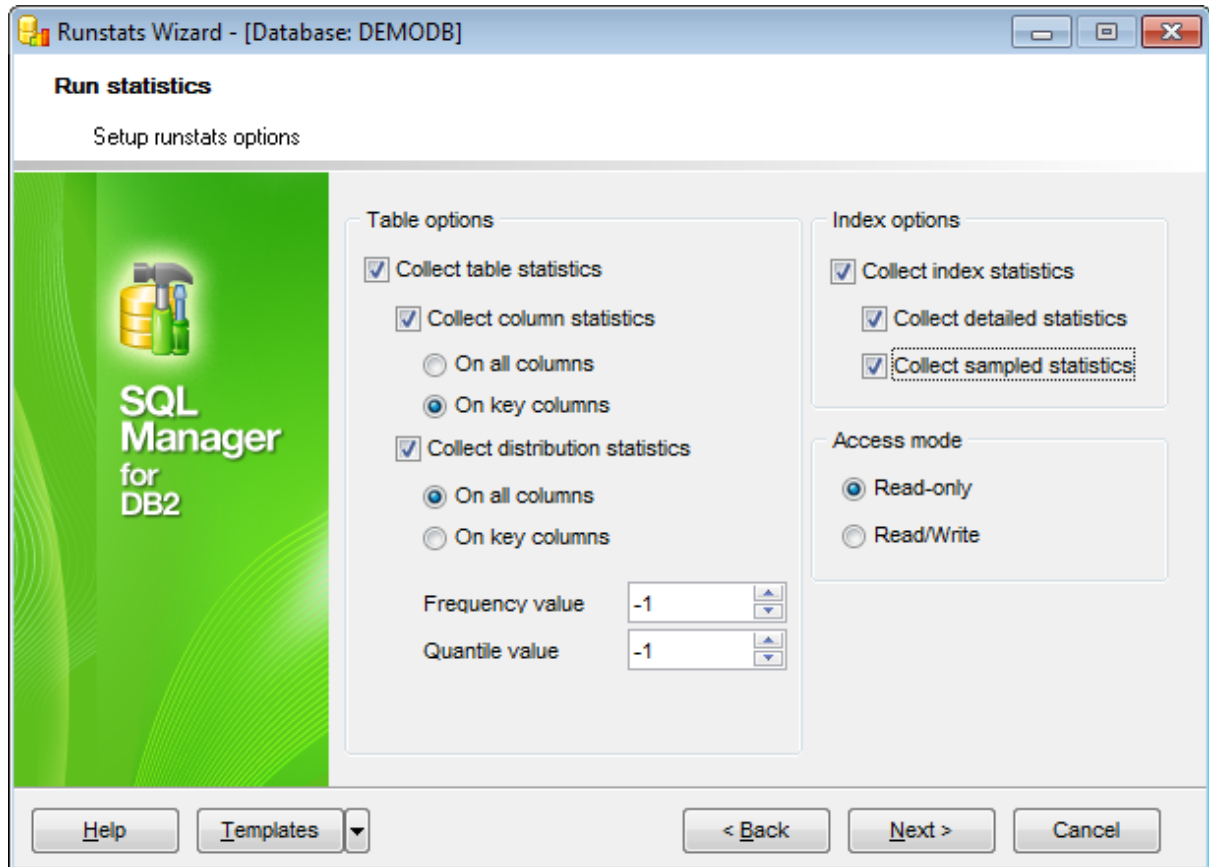 Runstats Wizard - [Database: DEMODB]
Run statistics
Setup runstats options
SQL
Manager
for
DB2
Table options
Collect table statistics
Collect column statistics
On all columns
On key columns
Collect distribution statistics
On all columns
On key columns
Frequency value -1
Quantile value -1
Index options
Collect index statistics
Collect detailed statistics
Collect sampled statistics
Access mode
Read-only
Read/Write
Help Templates < Back Next > Cancel